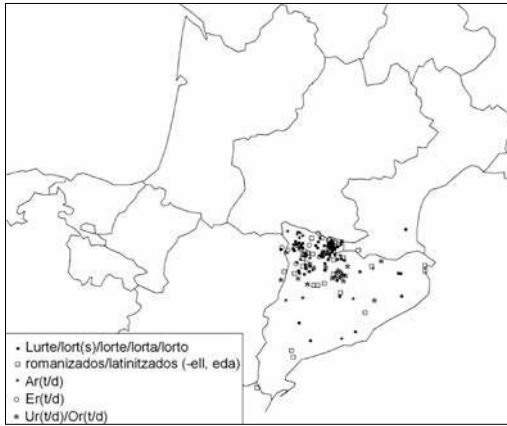 Lurte/lort(s)/lorte/lorta/lorto
romanizados/latinitzados (-ell, eda)
Ar(t/d)
Er(t/d)
Ur(t/d)/Or(t/d)